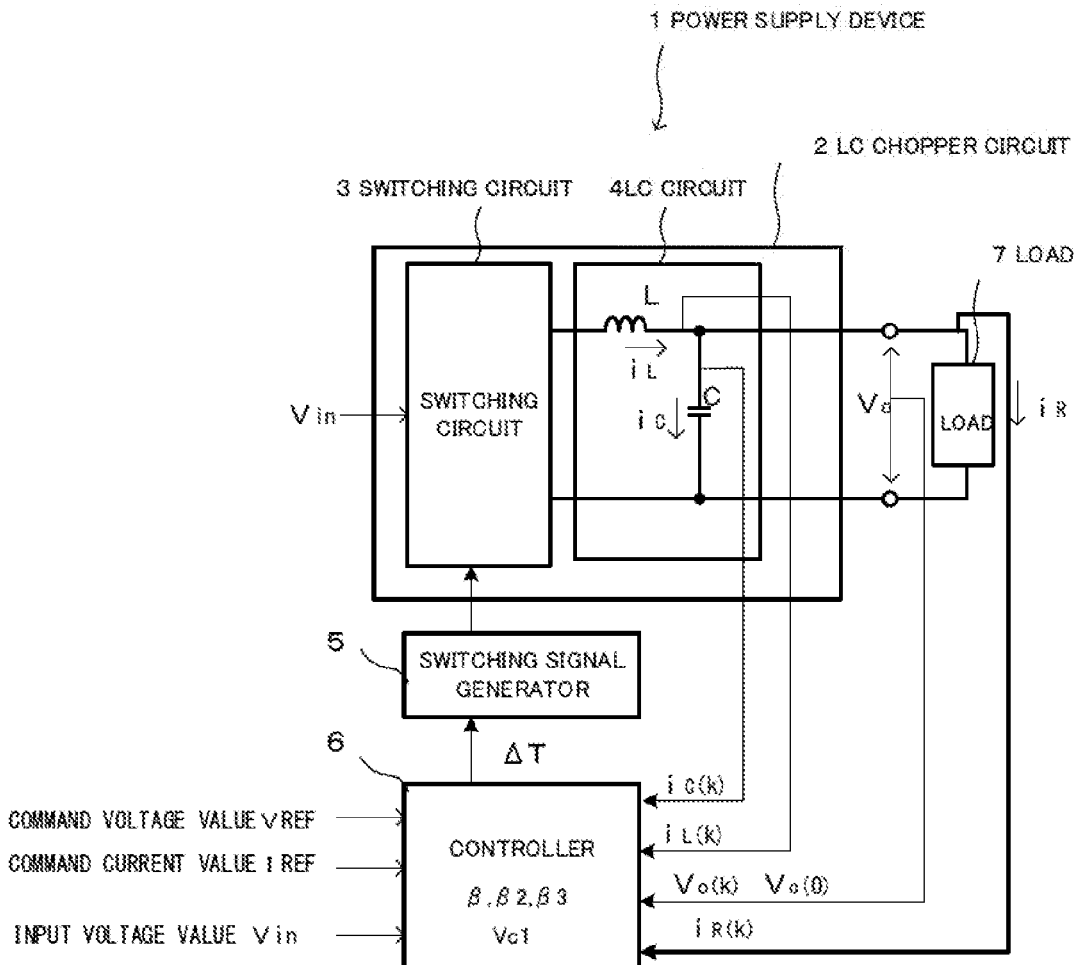 1 POWER SUPPLY DEVICE
2 LC CHOPPER CIRCUIT
3 SWITCHING CIRCUIT
4LC CIRCUIT
7 LOAD
L
i L
C
i C
Vin
SWITCHING
CIRCUIT
Vo
LOAD
i R
5
SWITCHING SIGNAL
GENERATOR
6
ΔT
i C(k)
COMMAND VOLTAGE VALUE VREF
i L(k)
COMMAND CURRENT VALUE I REF
CONTROLLER
β, β2, β3
Vo(k) Vo(0)
INPUT VOLTAGE VALUE Vin
Vc1
i R(k)